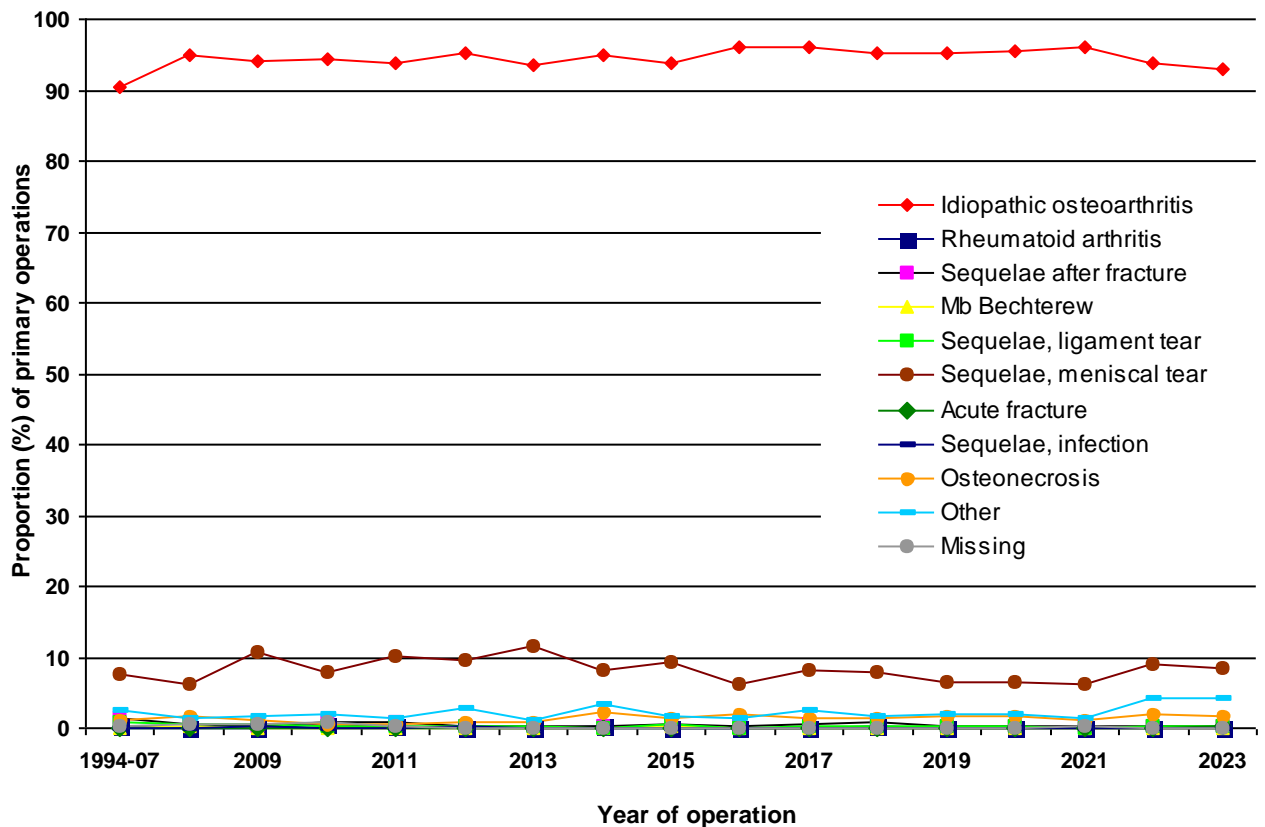 100
90
80
70
60
50
40
30
20
10
0
Proportion (%) of primary operations
Idiopathic osteoarthritis
Rheumatoid arthritis
Sequelae after fracture
Mb Bechterew
Sequelae, ligament tear
Sequelae, meniscal tear
Acute fracture
Sequelae, infection
Osteonecrosis
Other
Missing
1994-07 2009 2011 2013 2015 2017 2019 2021 2023
Year of operation